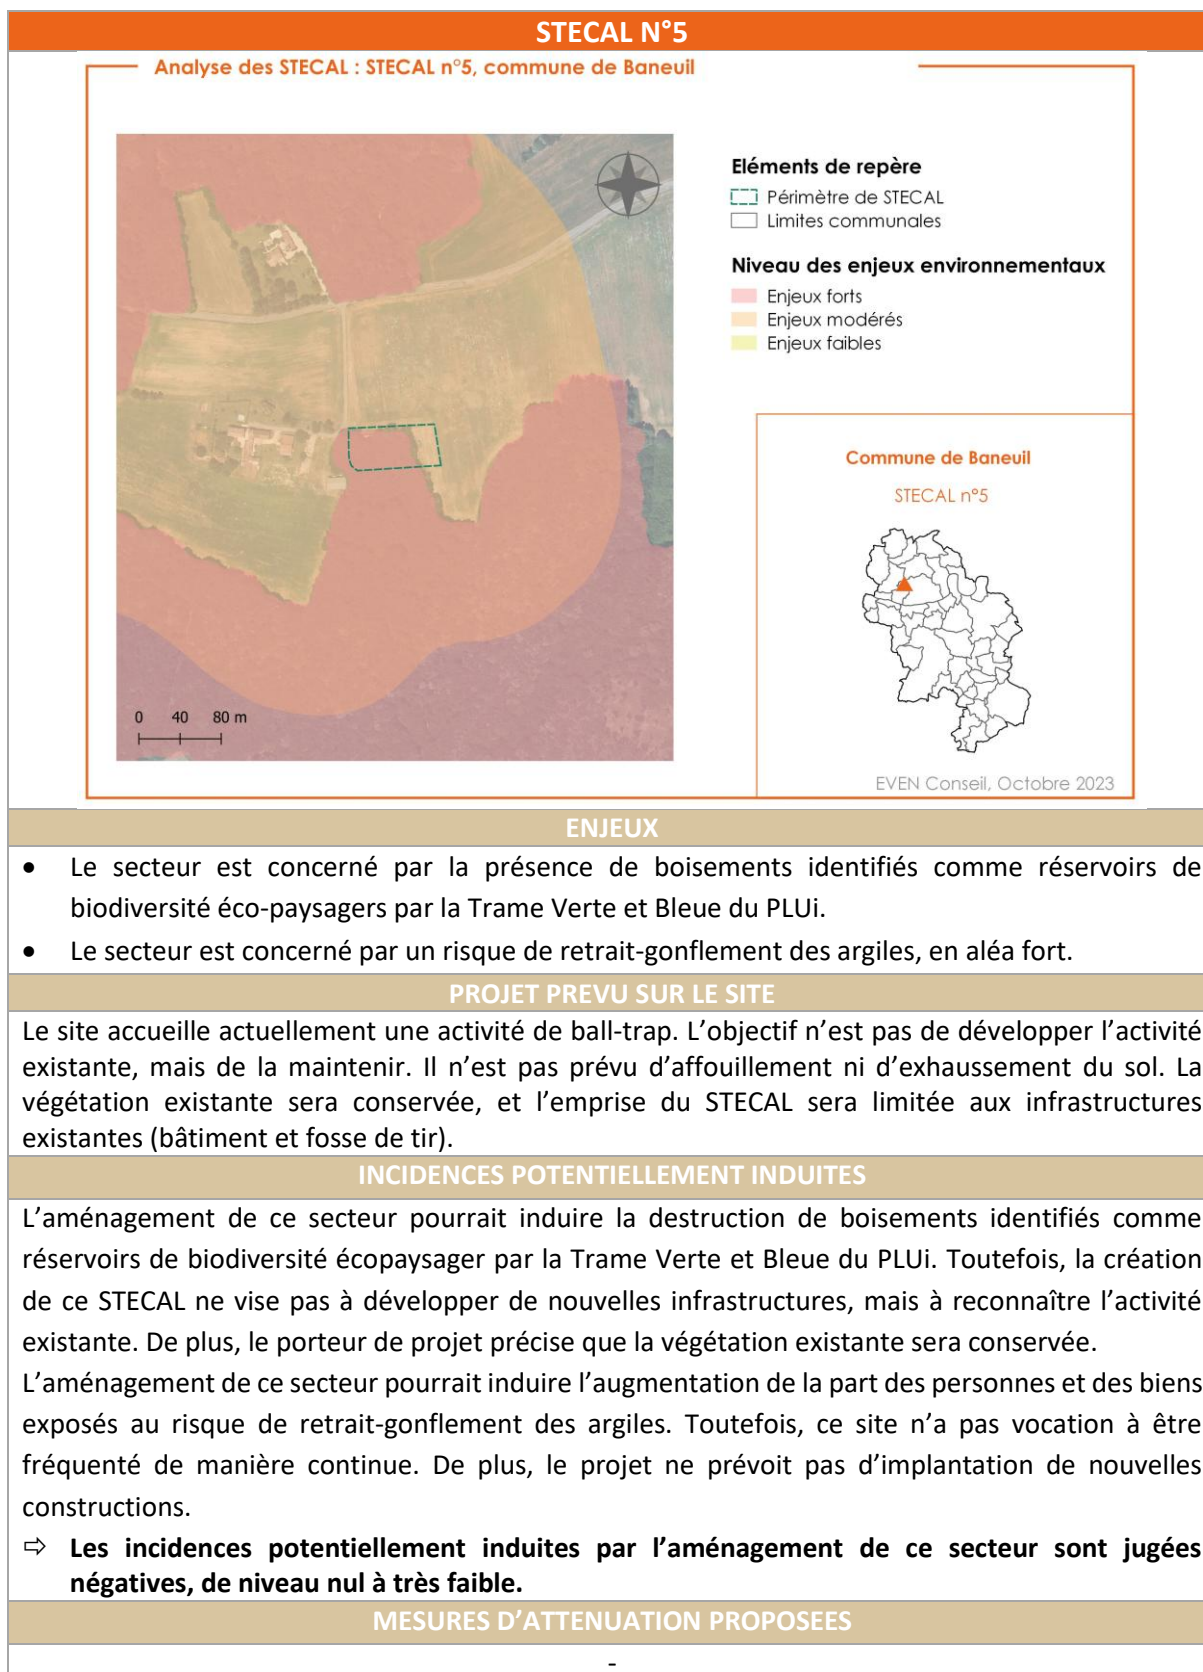 STECAL N°5
Analyse des STECAL : STECAL n°5, commune de Baneuil
Eléments de repère
Périmètre de STECAL
Limites communales
Niveau des enjeux environnementaux
Enjeux forts
Enjeux modérés
Enjeux faibles
Commune de Baneuil
STECAL n°5
0 40 80 m
EVEN Conseil, Octobre 2023
ENJEUX
• Le secteur est concerné par la présence de boisements identifiés comme réservoirs de
biodiversité éco-paysagers par la Trame Verte et Bleue du PLUi.
• Le secteur est concerné par un risque de retrait-gonflement des argiles, en aléa fort.
PROJET PREVU SUR LE SITE
Le site accueille actuellement une activité de ball-trap. L’objectif n’est pas de développer l’activité
existante, mais de la maintenir. Il n’est pas prévu d’affouillement ni d’exhaussement du sol. La
végétation existante sera conservée, et l’emprise du STECAL sera limitée aux infrastructures
existantes (bâtiment et fosse de tir).
INCIDENCES POTENTIELLEMENT INDUITES
L’aménagement de ce secteur pourrait induire la destruction de boisements identifiés comme
réservoirs de biodiversité écopaysager par la Trame Verte et Bleue du PLUi. Toutefois, la création
de ce STECAL ne vise pas à développer de nouvelles infrastructures, mais à reconnaître l’activité
existante. De plus, le porteur de projet précise que la végétation existante sera conservée.
L’aménagement de ce secteur pourrait induire l’augmentation de la part des personnes et des biens
exposés au risque de retrait-gonflement des argiles. Toutefois, ce site n’a pas vocation à être
fréquenté de manière continue. De plus, le projet ne prévoit pas d’implantation de nouvelles
constructions.
⇨ Les incidences potentiellement induites par l’aménagement de ce secteur sont jugées
négatives, de niveau nul à très faible.
MESURES D’ATTENUATION PROPOSEES
-